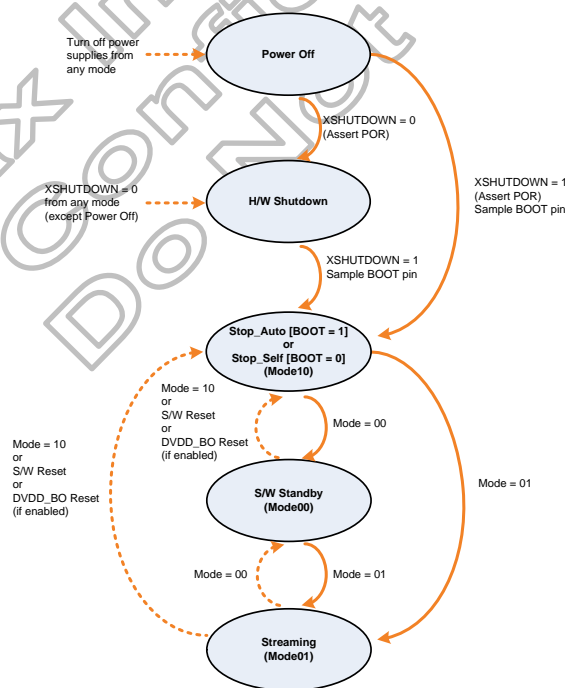 Turn off power
supplies from
any mode
Power Off
XSHUTDOWN = 0
(Assert POR)
XSHUTDOWN = 1
(Assert POR)
Sample BOOT pin
XSHUTDOWN = 0
from any mode
(except Power Off)
H/W Shutdown
XSHUTDOWN = 1
Sample BOOT pin
Stop_Auto [BOOT = 1]
or
Stop_Self [BOOT = 0]
(Mode10)
Mode = 10
or
S/W Reset
or
DVDD_BO Reset
(if enabled)
Mode = 00
Mode = 10
or
S/W Reset
or
DVDD_BO Reset
(if enabled)
Mode = 01
S/W Standby
(Mode00)
Mode = 00
Mode = 01
Streaming
(Mode01)